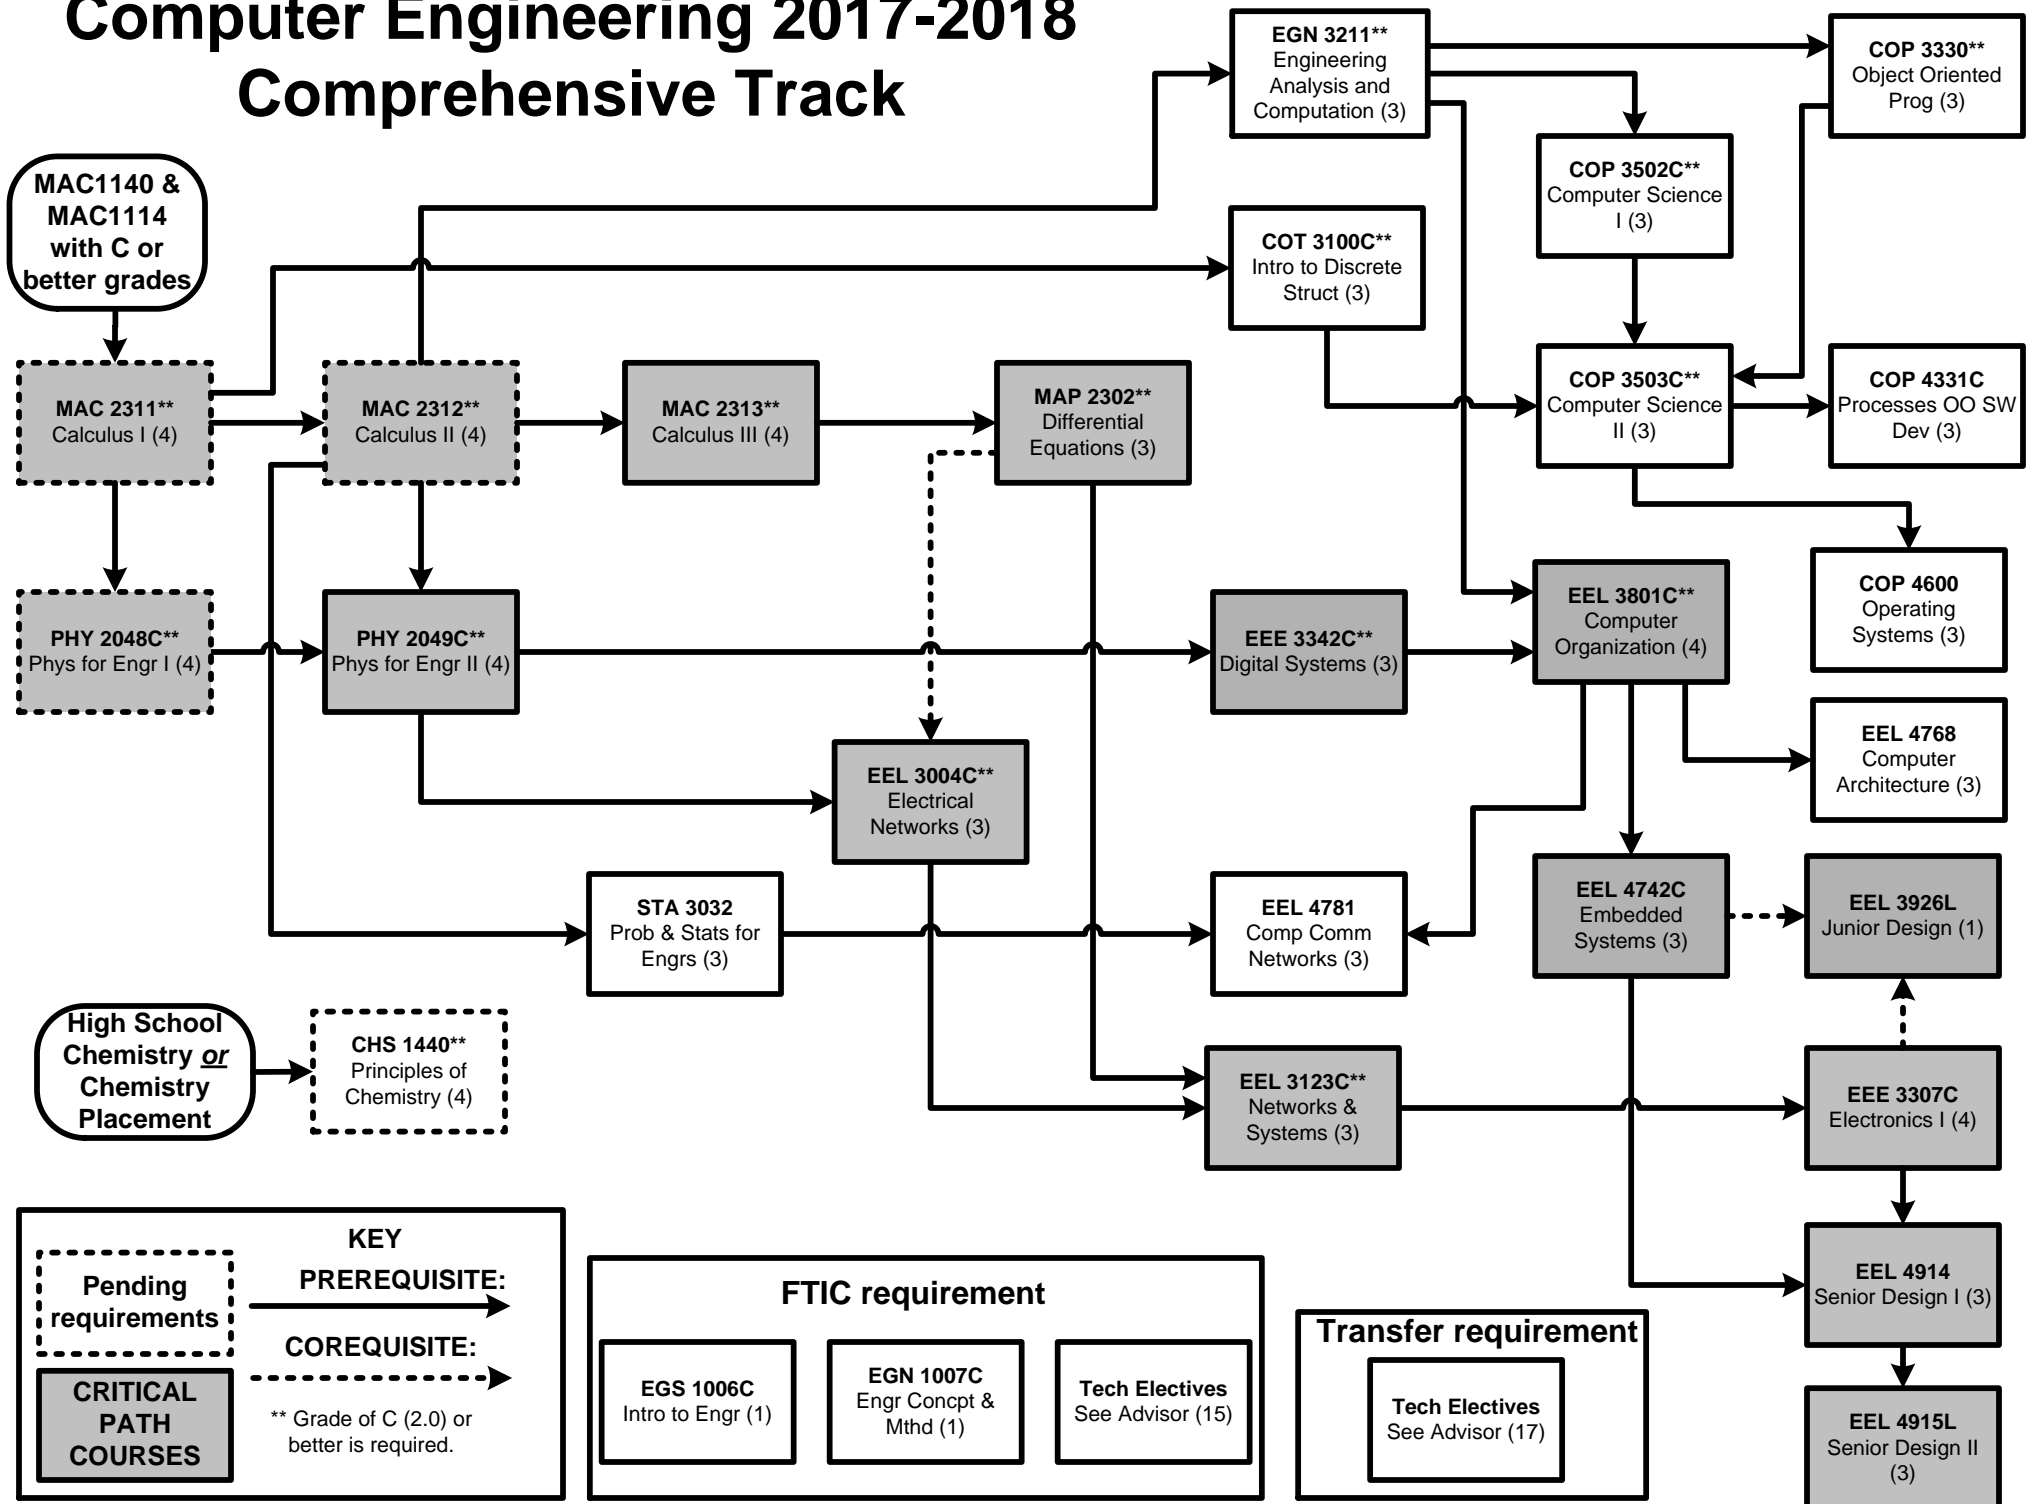 Computer Engineering 2017-2018
Comprehensive Track
EGN 3211**
Engineering
Analysis and
Computation (3)
COP 3330**
Object Oriented
Prog (3)
COP 3502C**
Computer Science
I (3)
MAC1140 &
MAC1114
with C or
better grades
COT 3100C**
Intro to Discrete
Struct (3)
MAC 2311**
Calculus I (4)
MAC 2312**
Calculus II (4)
MAC 2313**
Calculus III (4)
MAP 2302**
Differential
Equations (3)
COP 3503C**
Computer Science
II (3)
COP 4331C
Processes OO SW
Dev (3)
PHY 2048C**
Phys for Engr I (4)
PHY 2049C**
Phys for Engr II (4)
EEE 3342C**
Digital Systems (3)
EEL 3801C**
Computer
Organization (4)
COP 4600
Operating
Systems (3)
EEL 4768
Computer
Architecture (3)
EEL 3004C**
Electrical
Networks (3)
STA 3032
Prob & Stats for
Engrs (3)
EEL 4781
Comp Comm
Networks (3)
EEL 4742C
Embedded
Systems (3)
EEL 3926L
Junior Design (1)
High School
Chemistry or
Chemistry
Placement
CHS 1440**
Principles of
Chemistry (4)
EEL 3123C**
Networks &
Systems (3)
EEE 3307C
Electronics I (4)
EEL 4914
Senior Design I (3)
EEL 4915L
Senior Design II
(3)
KEY
Pending
requirements
PREREQUISITE:
COREQUISITE:
CRITICAL
PATH
COURSES
** Grade of C (2.0) or
better is required.
FTIC requirement
EGS 1006C
Intro to Engr (1)
EGN 1007C
Engr Concpt &
Mthd (1)
Tech Electives
See Advisor (15)
Transfer requirement
Tech Electives
See Advisor (17)